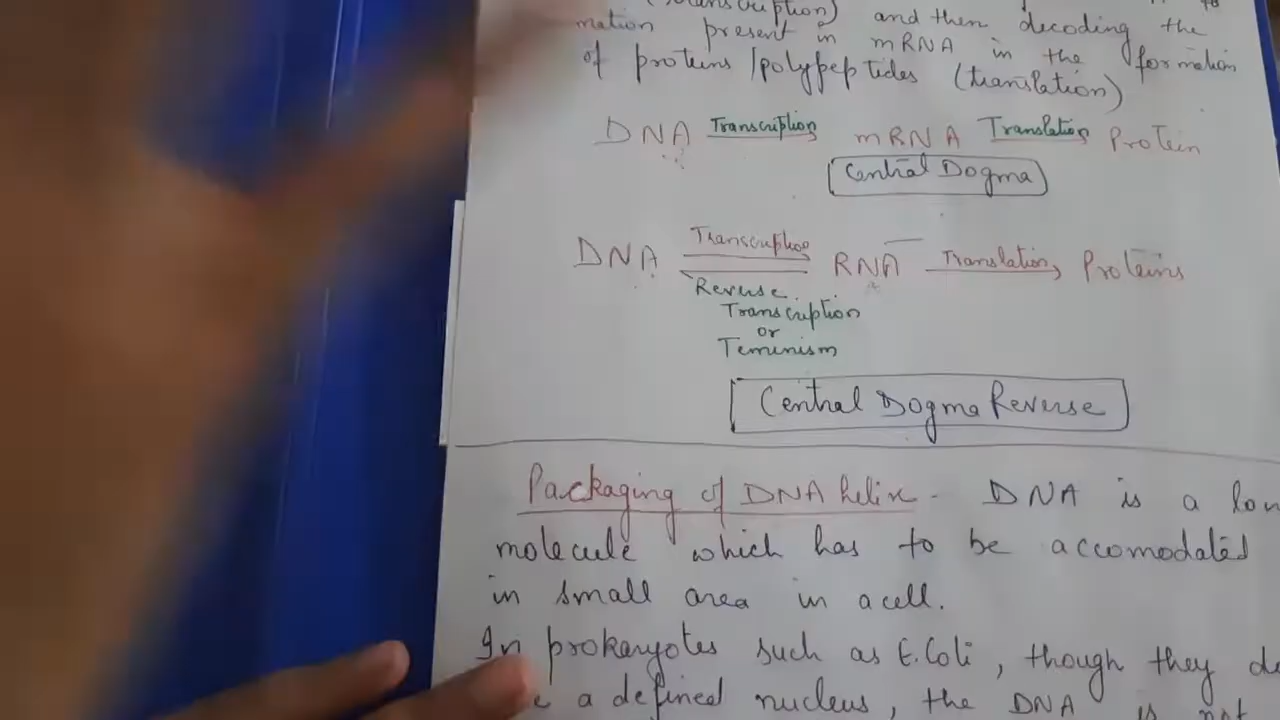 and then decoding the
mation present in mRNA in the formation
of proteins /polypeptides (translation)
DNA Transcription mRNA Translation Protein
Central Dogma
DNA Transcription RNA Translation Proteins
Reverse
Transcription
or
Teminism
Central Dogma Reverse
Packaging of DNA helix - DNA is a
molecule which has to be accomodated
in small area in a cell.
In prokaryotes such as E.Coli, though they
a defined nucleus, the DNA is not